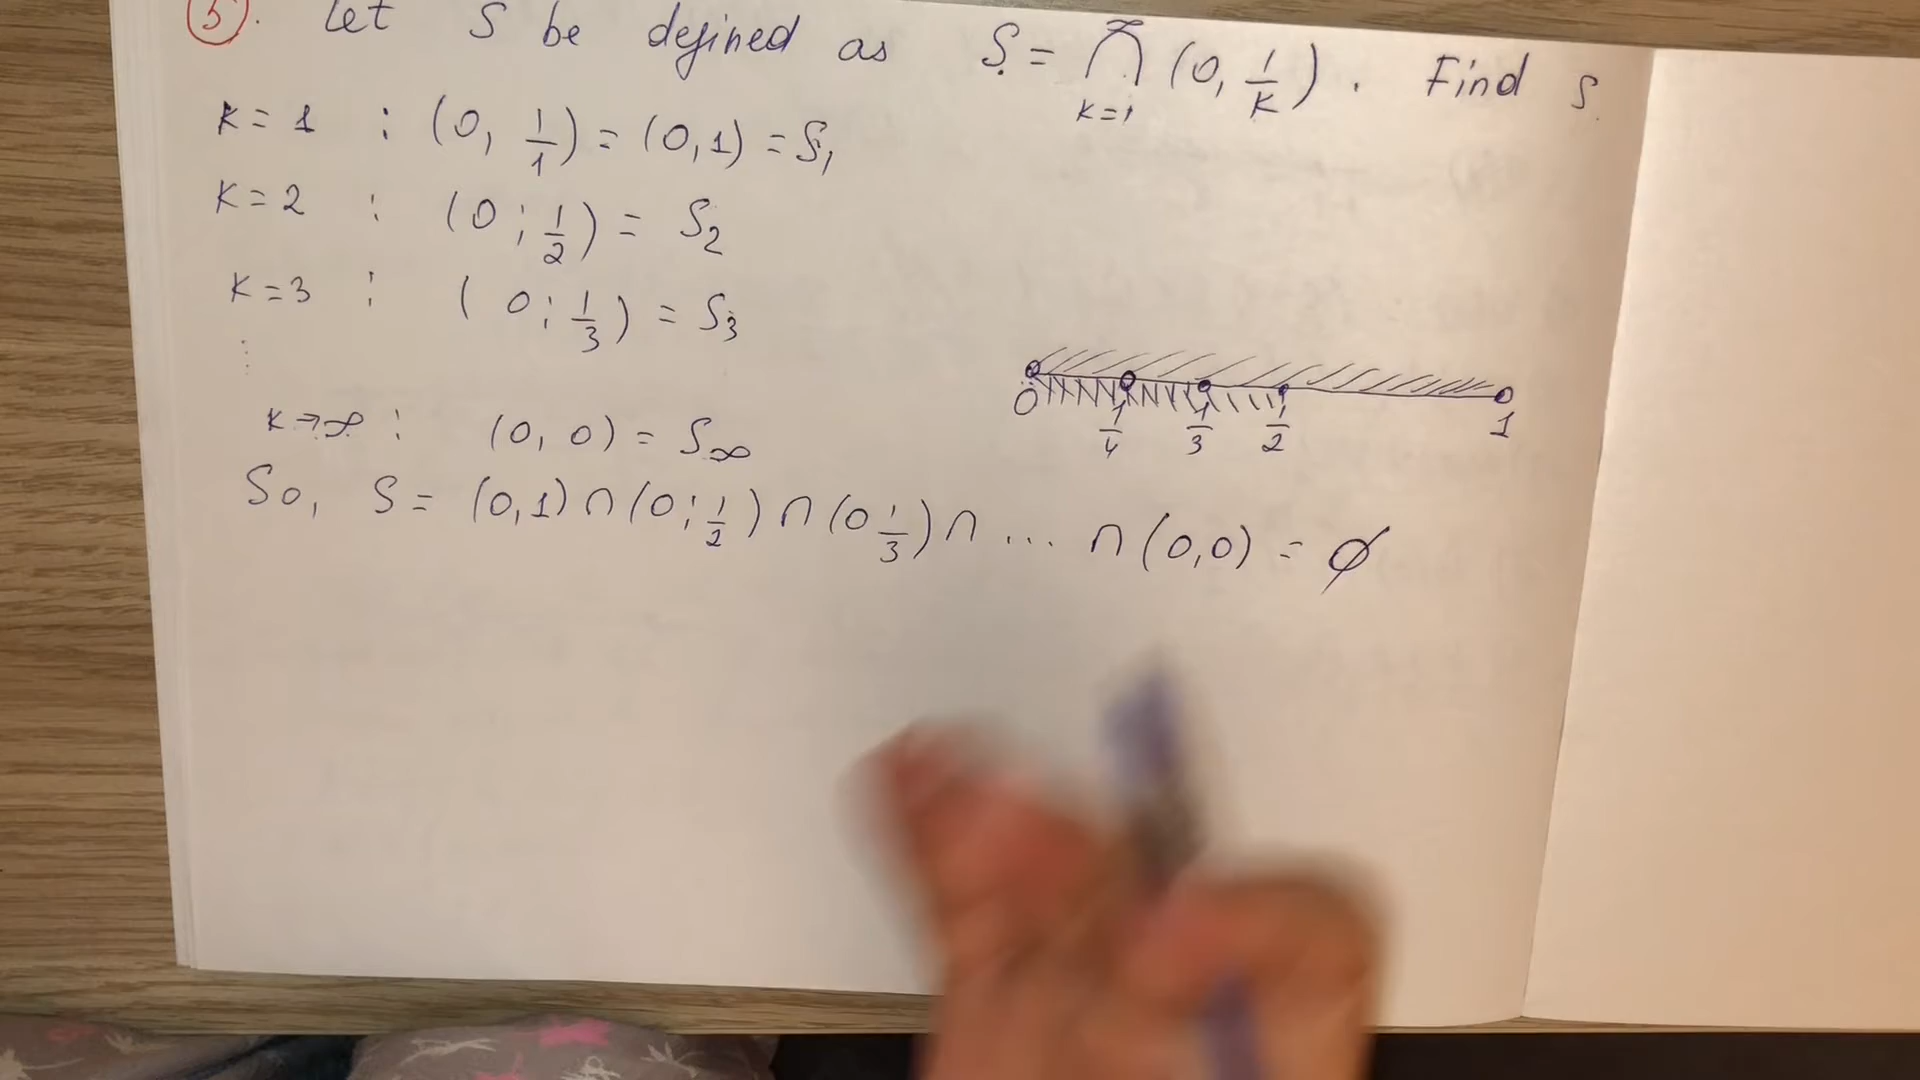 5. Let S be defined as S = ∞⋂k=1 (0, 1/k). Find S
k = 1 : (0, 1/1) = (0, 1) = S₁
k = 2 : (0; 1/2) = S₂
k = 3 : (0; 1/3) = S₃
⋮
0 1/4 1/3 1/2 1
k → ∞ : (0, 0) = S∞
So, S = (0, 1) ∩ (0; 1/2) ∩ (0 1/3) ∩ ... ∩ (0, 0) = ∅